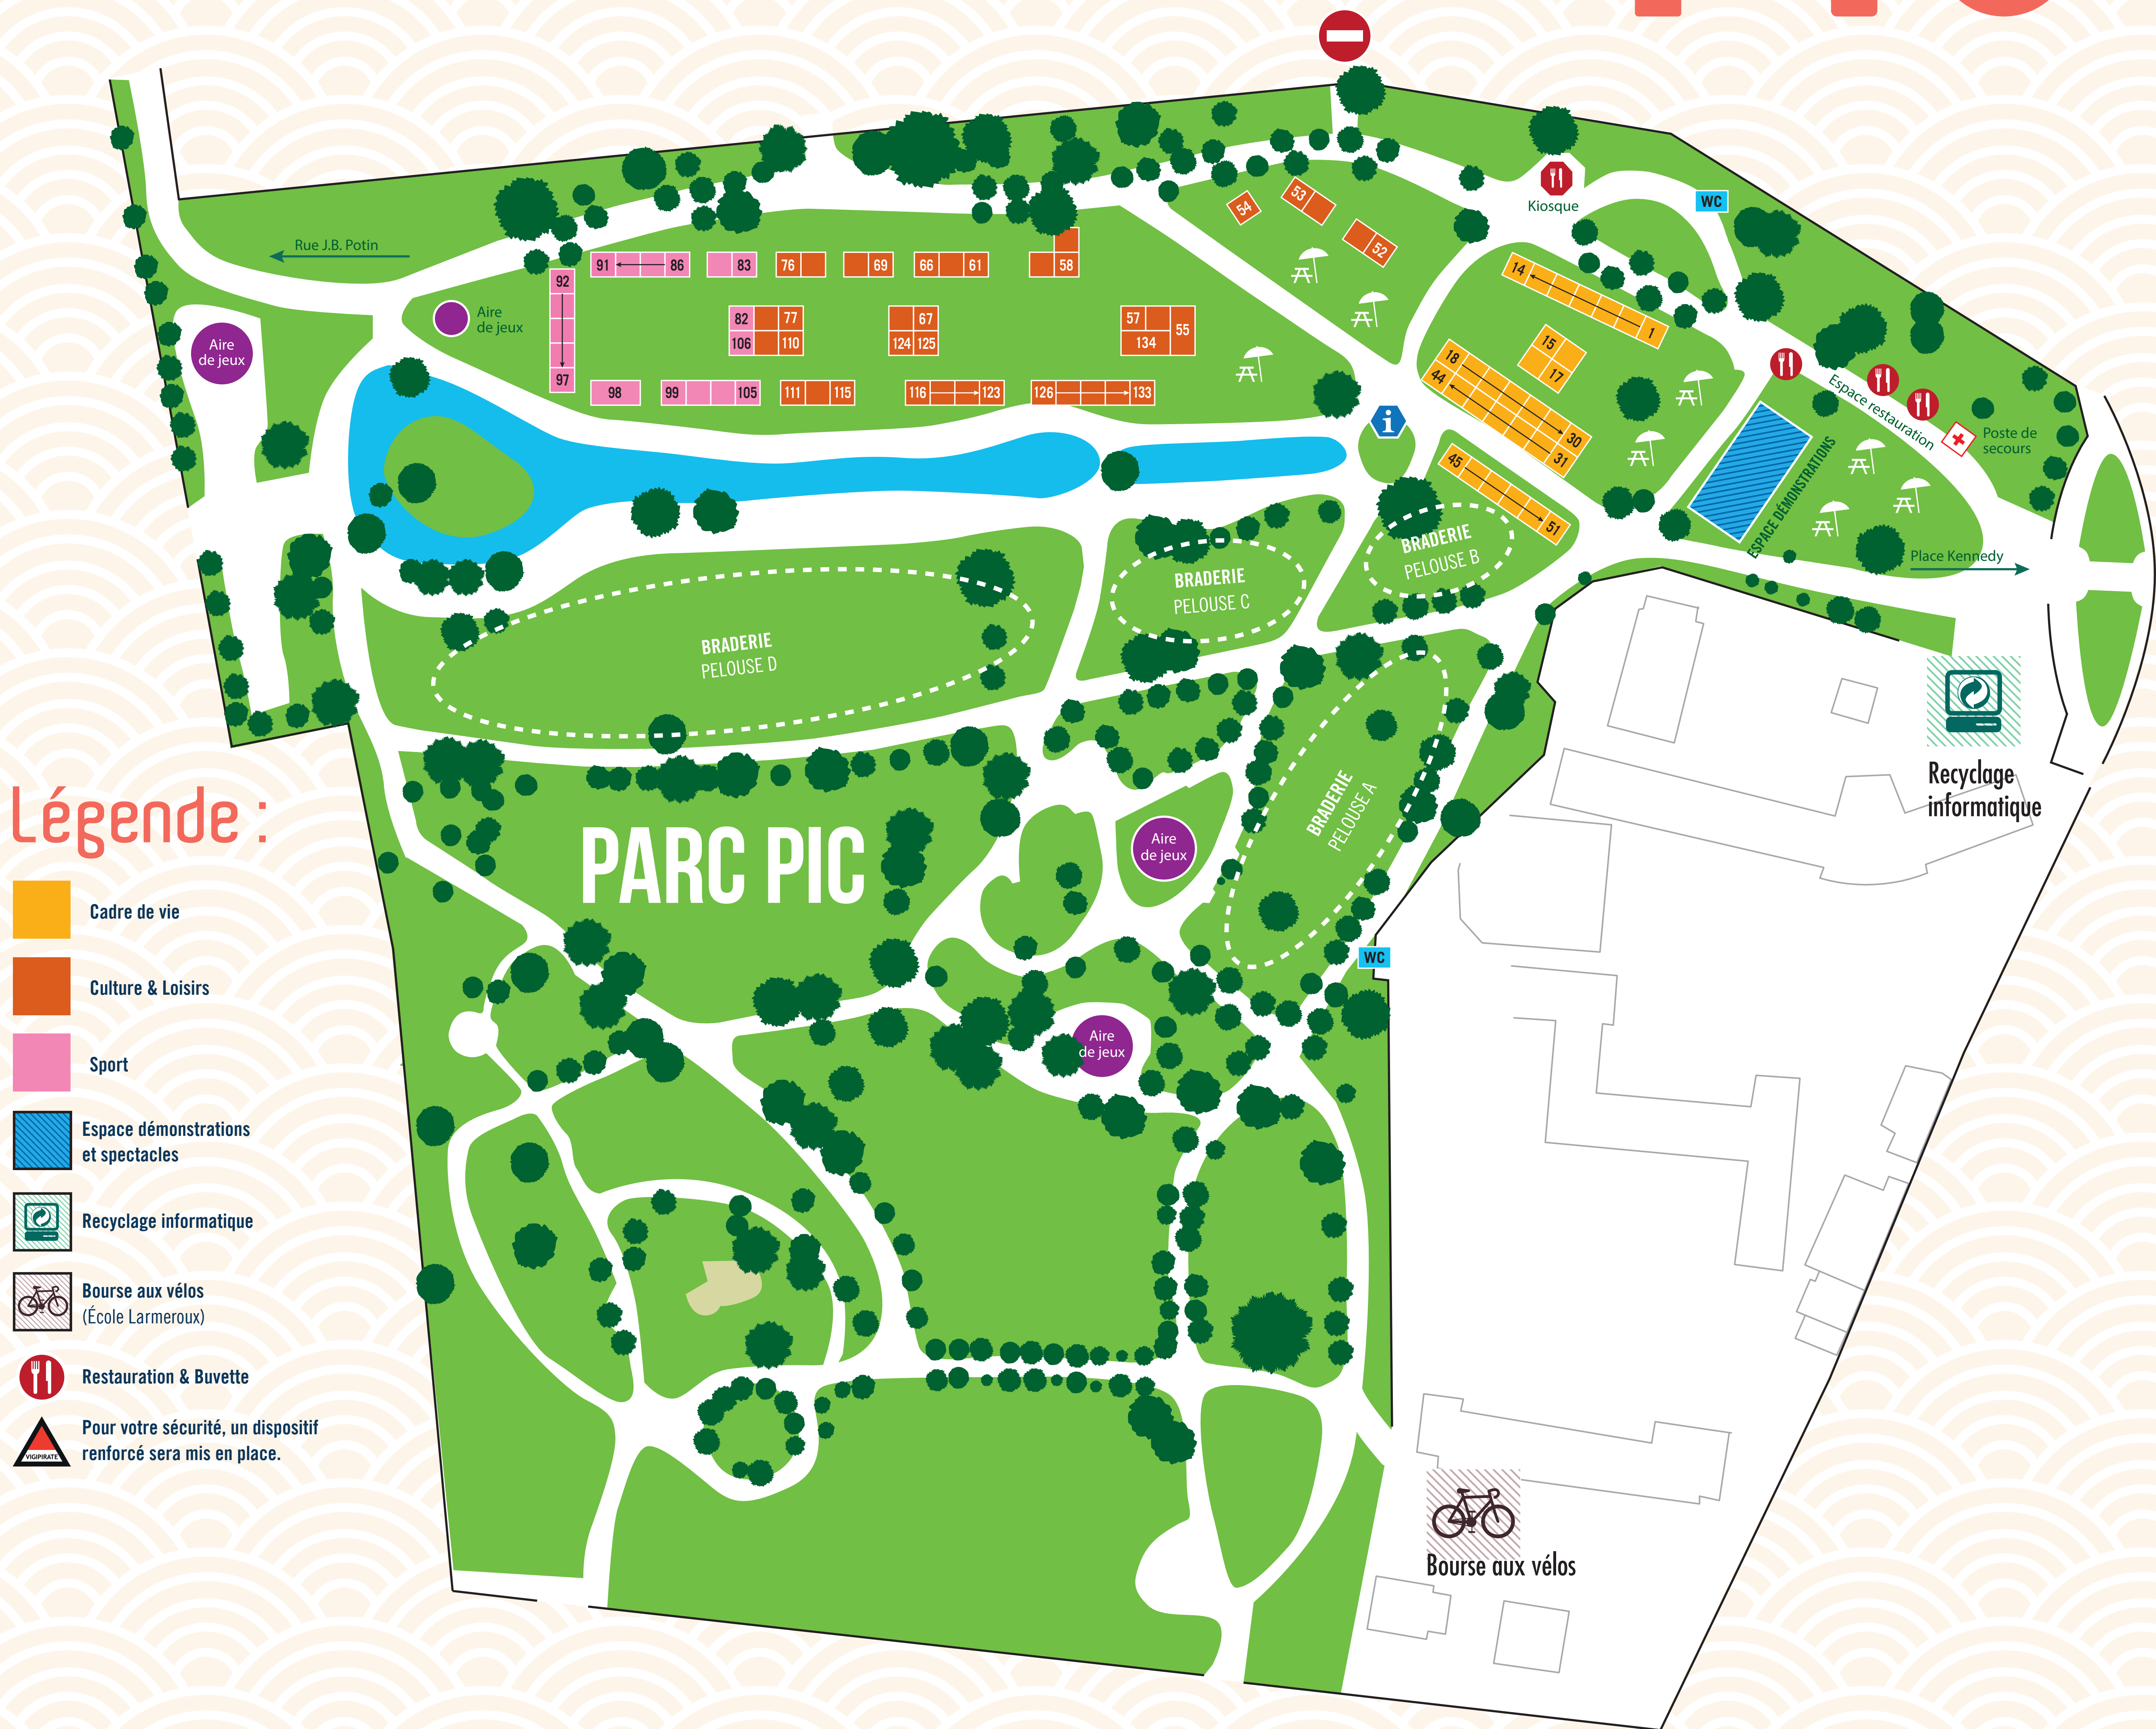 Kiosque
WC
54
53
52
Rue J.B. Potin
91
86
83
76
69
66
61
58
92
97
Aire
de jeux
Aire
de jeux
82
77
106
110
67
124
125
57
55
134
98
99
105
111
115
116
123
126
133
14
1
15
17
18
30
44
31
45
51
i
Espace restauration
Poste de
secours
ESPACE DÉMONSTRATIONS
Place Kennedy
BRADERIE
PELOUSE B
BRADERIE
PELOUSE C
BRADERIE
PELOUSE D
BRADERIE
PELOUSE A
Recyclage
informatique
PARC PIC
Aire
de jeux
WC
Aire
de jeux
Bourse aux vélos
Légende :
Cadre de vie
Culture & Loisirs
Sport
Espace démonstrations
et spectacles
Recyclage informatique
Bourse aux vélos
(École Larmeroux)
Restauration & Buvette
VIGIPIRATE
Pour votre sécurité, un dispositif
renforcé sera mis en place.